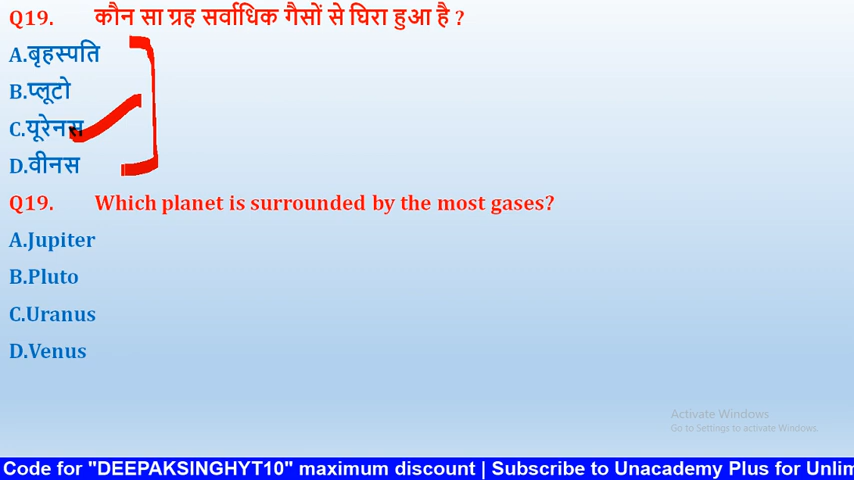 Q19. कौन सा ग्रह सर्वाधिक गैसों से घिरा हुआ है ?
A.बृहस्पति
B.प्लूटो
C.यूरेनस
D.वीनस
Q19. Which planet is surrounded by the most gases?
A.Jupiter
B.Pluto
C.Uranus
D.Venus
Activate Windows
Go to Settings to activate Windows.
Code for "DEEPAKSINGHYT10" maximum discount | Subscribe to Unacademy Plus for Unlim